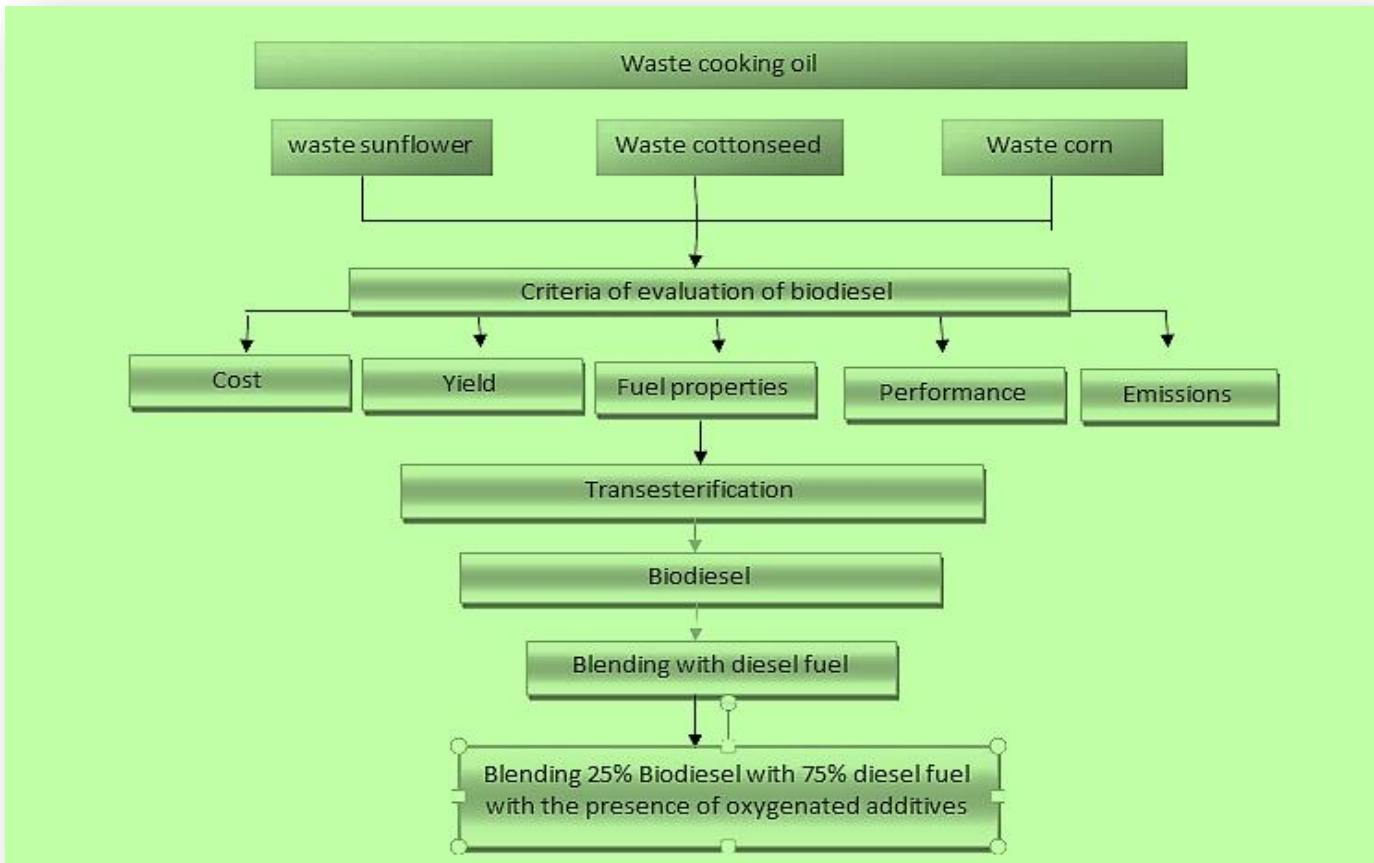 Waste cooking oil
waste sunflower
Waste cottonseed
Waste corn
Criteria of evaluation of biodiesel
Cost
Yield
Fuel properties
Performance
Emissions
Transesterification
Biodiesel
Blending with diesel fuel
Blending 25% Biodiesel with 75% diesel fuel
with the presence of oxygenated additives